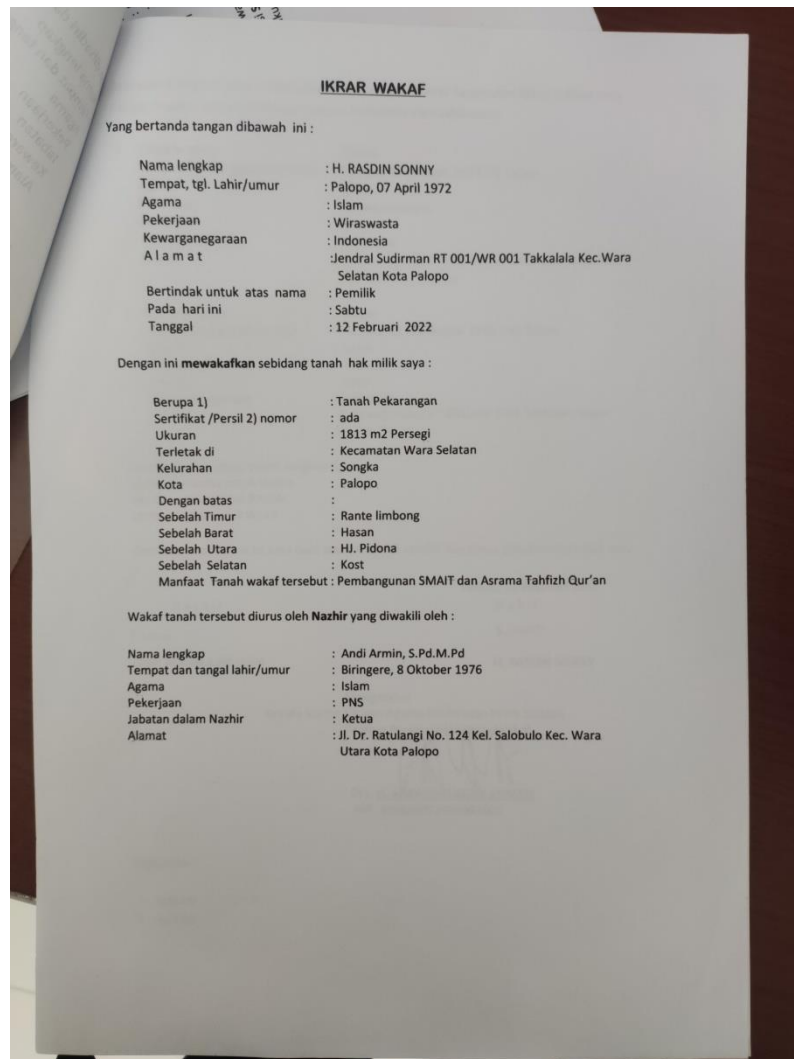 IKRAR WAKAF
Yang bertanda tangan dibawah ini :
Nama lengkap : H. RASDIN SONNY
Tempat, tgl. Lahir/umur : Palopo, 07 April 1972
Agama : Islam
Pekerjaan : Wiraswasta
Kewarganegaraan : Indonesia
A l a m a t :Jendral Sudirman RT 001/WR 001 Takkalala Kec.Wara
Selatan Kota Palopo
Bertindak untuk atas nama : Pemilik
Pada hari ini : Sabtu
Tanggal : 12 Februari 2022
Dengan ini mewakafkan sebidang tanah hak milik saya :
Berupa 1) : Tanah Pekarangan
Sertifikat /Persil 2) nomor : ada
Ukuran : 1813 m2 Persegi
Terletak di : Kecamatan Wara Selatan
Kelurahan : Songka
Kota : Palopo
Dengan batas :
Sebelah Timur : Rante limbong
Sebelah Barat : Hasan
Sebelah Utara : HJ. Pidona
Sebelah Selatan : Kost
Manfaat Tanah wakaf tersebut : Pembangunan SMAIT dan Asrama Tahfizh Qur'an
Wakaf tanah tersebut diurus oleh Nazhir yang diwakili oleh :
Nama lengkap : Andi Armin, S.Pd.M.Pd
Tempat dan tangal lahir/umur : Biringere, 8 Oktober 1976
Agama : Islam
Pekerjaan : PNS
Jabatan dalam Nazhir : Ketua
Alamat : Jl. Dr. Ratulangi No. 124 Kel. Salobulo Kec. Wara
Utara Kota Palopo